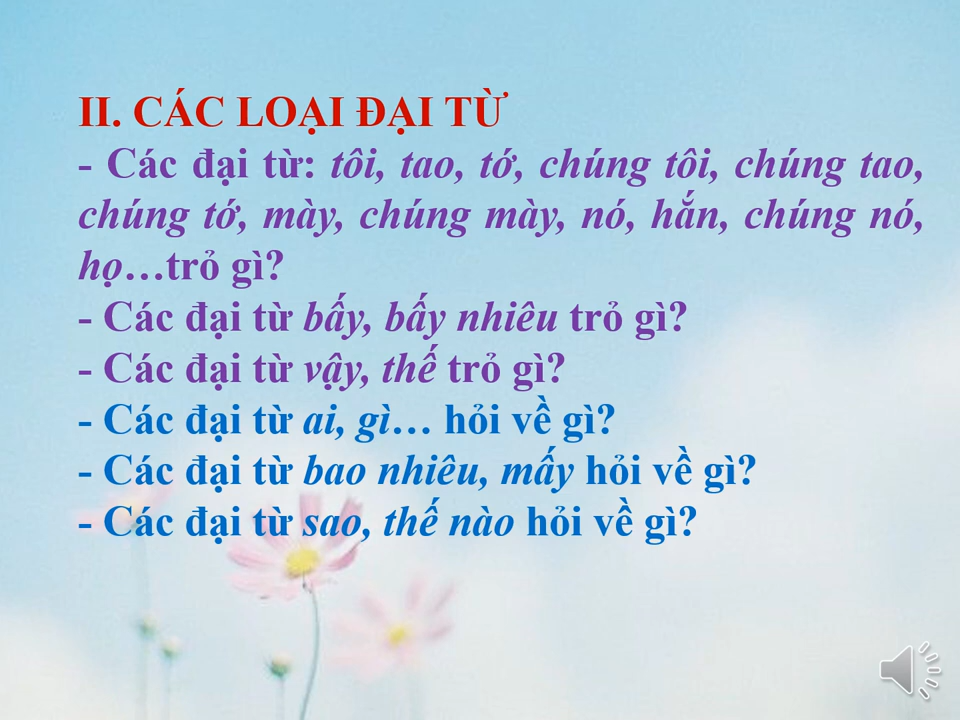 II. CÁC LOẠI ĐẠI TỪ
- Các đại từ: tôi, tao, tớ, chúng tôi, chúng tao,
chúng tớ, mày, chúng mày, nó, hắn, chúng nó,
họ…trỏ gì?
- Các đại từ bấy, bấy nhiêu trỏ gì?
- Các đại từ vậy, thế trỏ gì?
- Các đại từ ai, gì… hỏi về gì?
- Các đại từ bao nhiêu, mấy hỏi về gì?
- Các đại từ sao, thế nào hỏi về gì?